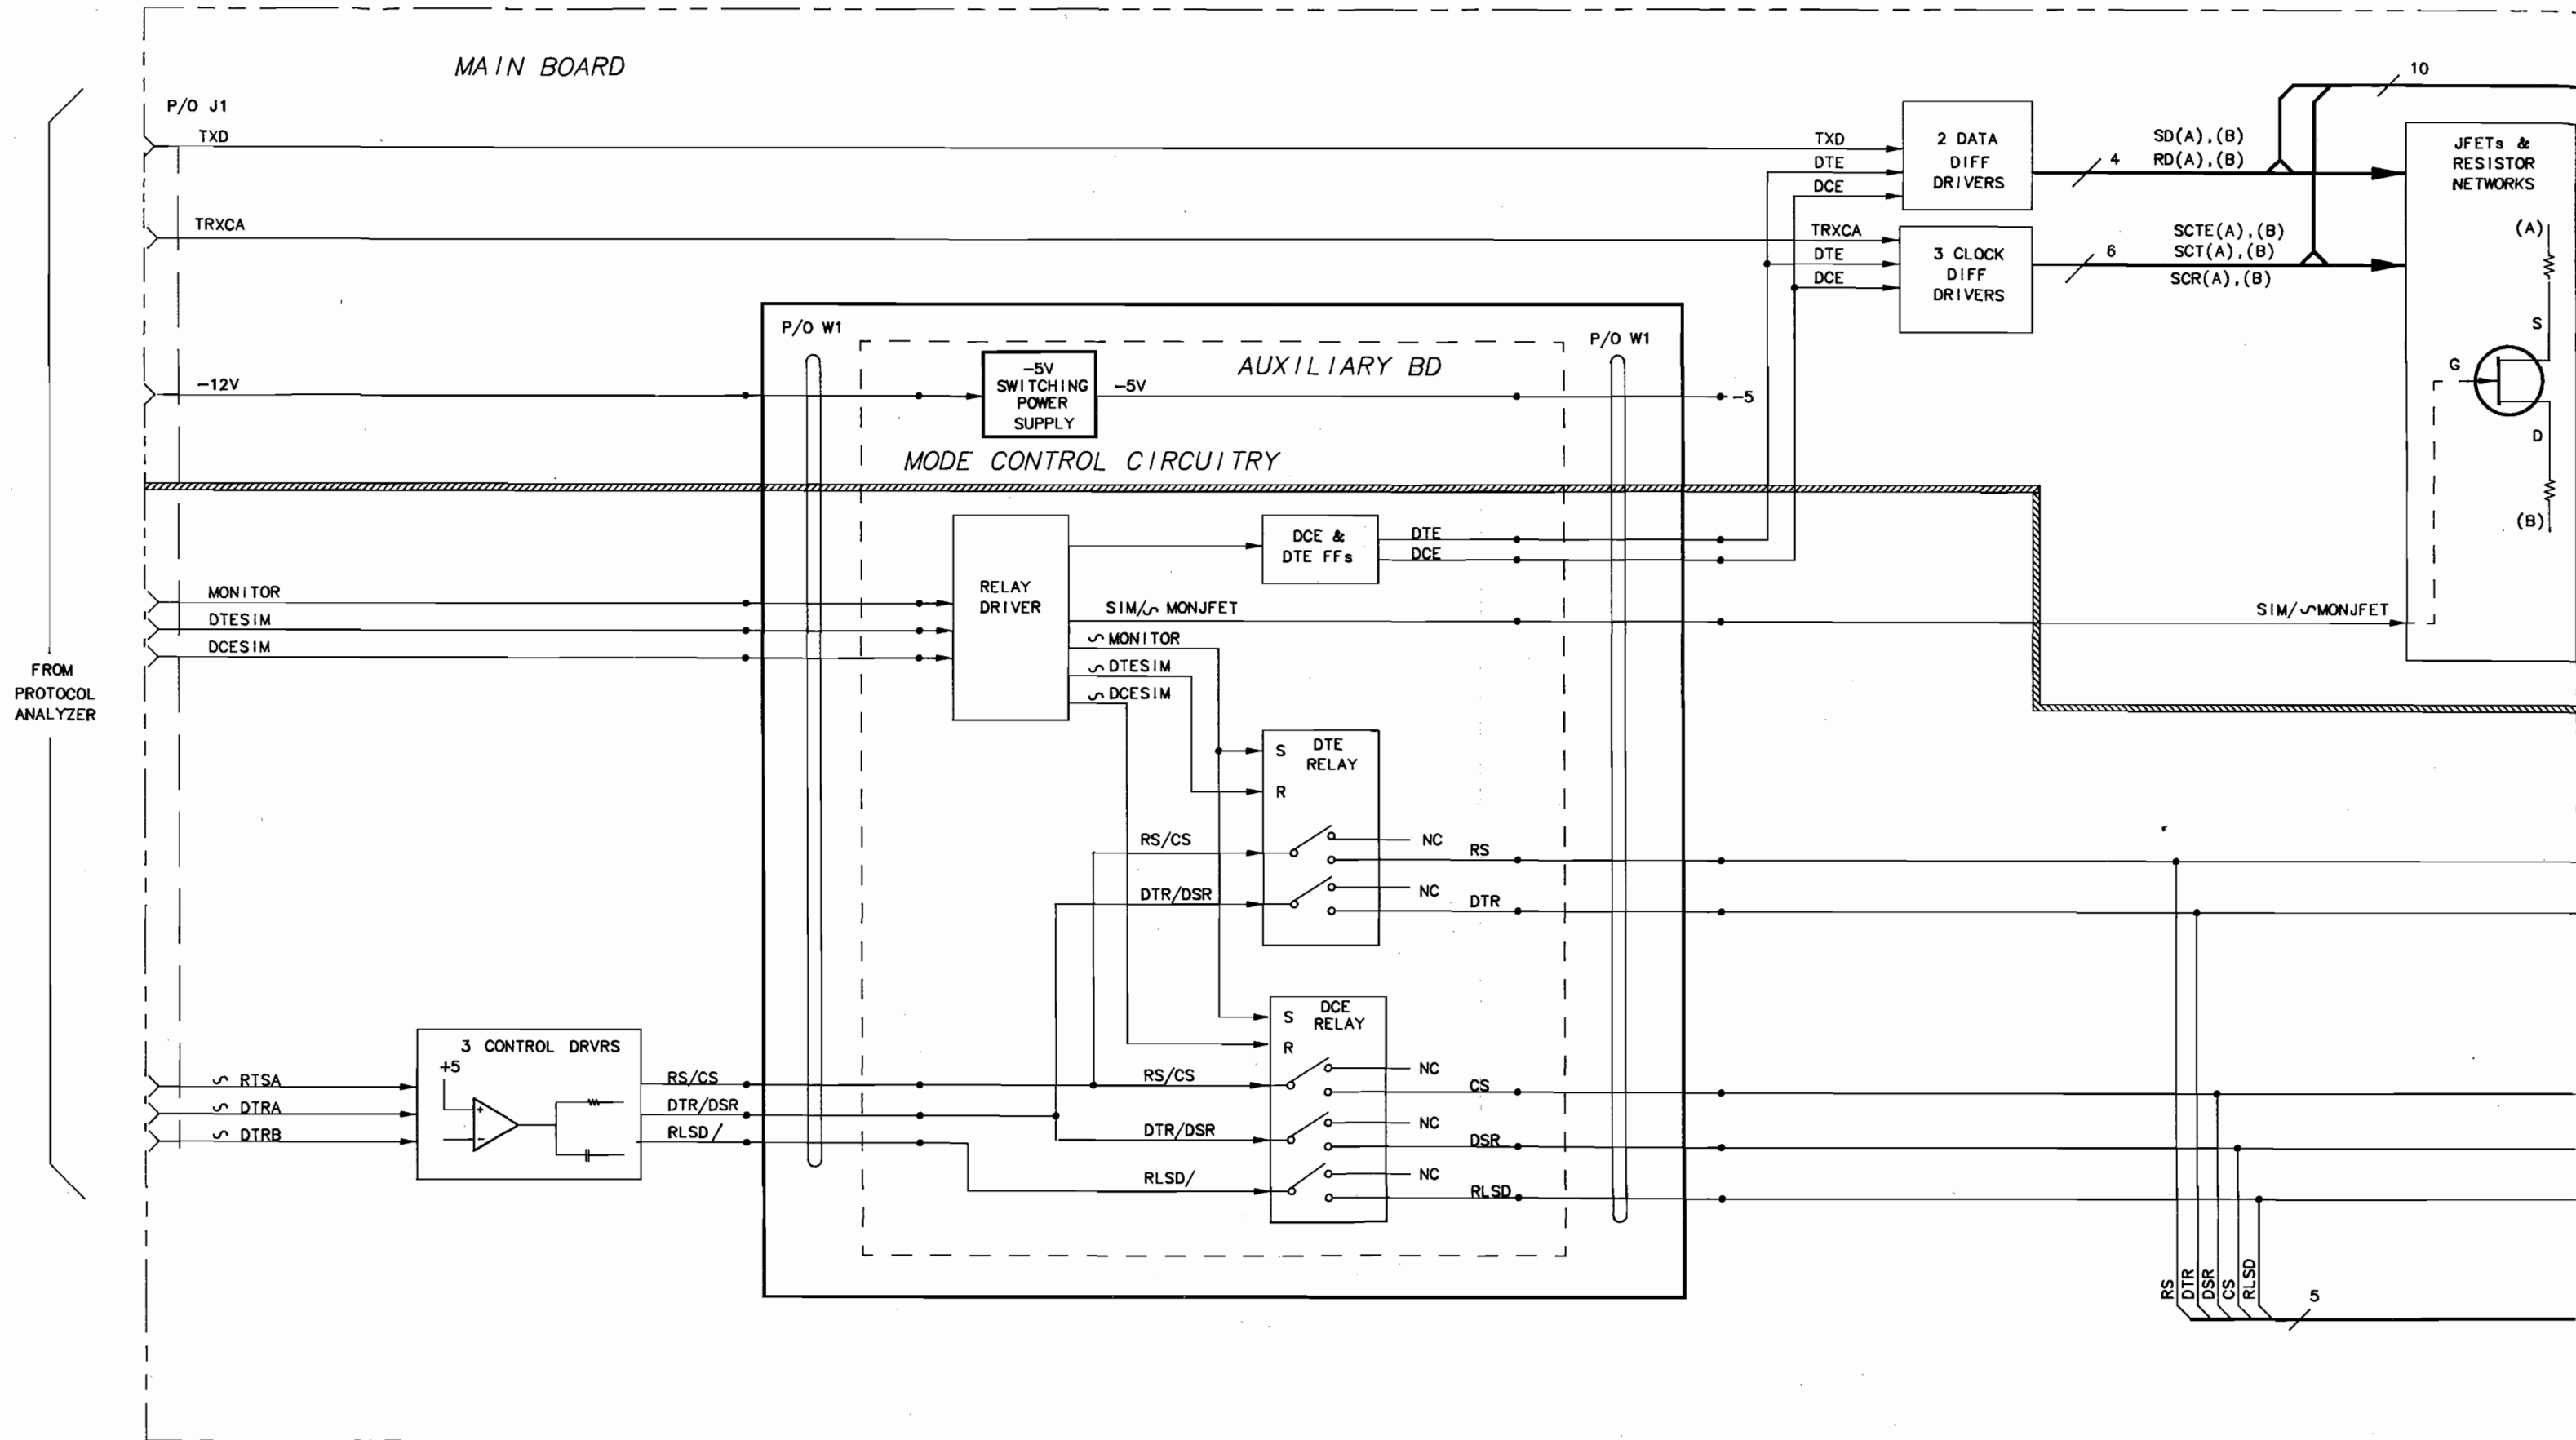 MAIN BOARD
10
P/O J1
TXD
TXD
DTE
DCE
2 DATA
DIFF
DRIVERS
4
SD(A),(B)
RD(A),(B)
JFETs &
RESISTOR
NETWORKS
TRXCA
TRXCA
DTE
DCE
3 CLOCK
DIFF
DRIVERS
6
SCTE(A),(B)
SCT(A),(B)
SCR(A),(B)
(A)
S
G
D
(B)
P/O W1
P/O W1
AUXILIARY BD
-12V
-5V
SWITCHING
POWER
SUPPLY
-5V
-5
MODE CONTROL CIRCUITRY
DCE &
DTE FFs
DTE
DCE
MONITOR
DTESIM
DCESIM
RELAY
DRIVER
SIM/∽ MONJFET
∽ MONITOR
∽ DTESIM
∽ DCESIM
SIM/∽MONJFET
FROM
PROTOCOL
ANALYZER
S
DTE
RELAY
R
RS/CS
NC
RS
DTR/DSR
NC
DTR
S
DCE
RELAY
R
3 CONTROL DRVRS
+5
+
-
∽ RTSA
∽ DTRA
∽ DTRB
RS/CS
DTR/DSR
RLSD/
RS/CS
NC
CS
DTR/DSR
NC
DSR
RLSD/
NC
RLSD
RS
DTR
DSR
CS
RLSD
5